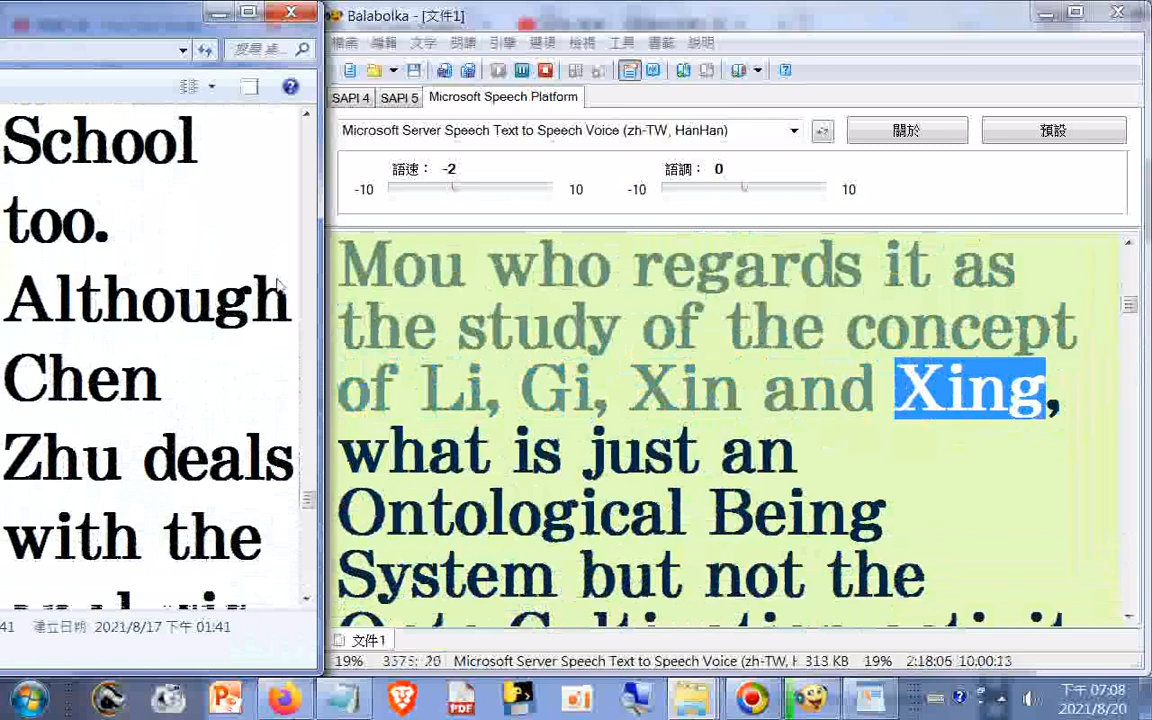 Balabolka - [文件1]
檔案 編輯 文字 朗讀 引擎 選項 檢視 工具 書籤 說明
SAPI 4 SAPI 5 Microsoft Speech Platform
Microsoft Server Speech Text to Speech Voice (zh-TW, HanHan)
關於
預設
語速： -2
語調： 0
-10 10 -10 10
School
too.
Although
Chen
Zhu deals
with the
41 建立日期: 2021/8/17 下午 01:41
Mou who regards it as
the study of the concept
of Li, Gi, Xin and Xing,
what is just an
Ontological Being
System but not the
文件1
19% 3575: 20 Microsoft Server Speech Text to Speech Voice (zh-TW, H 313 KB 19% 2:18:05 10:00:13
下午 07:08
2021/8/20